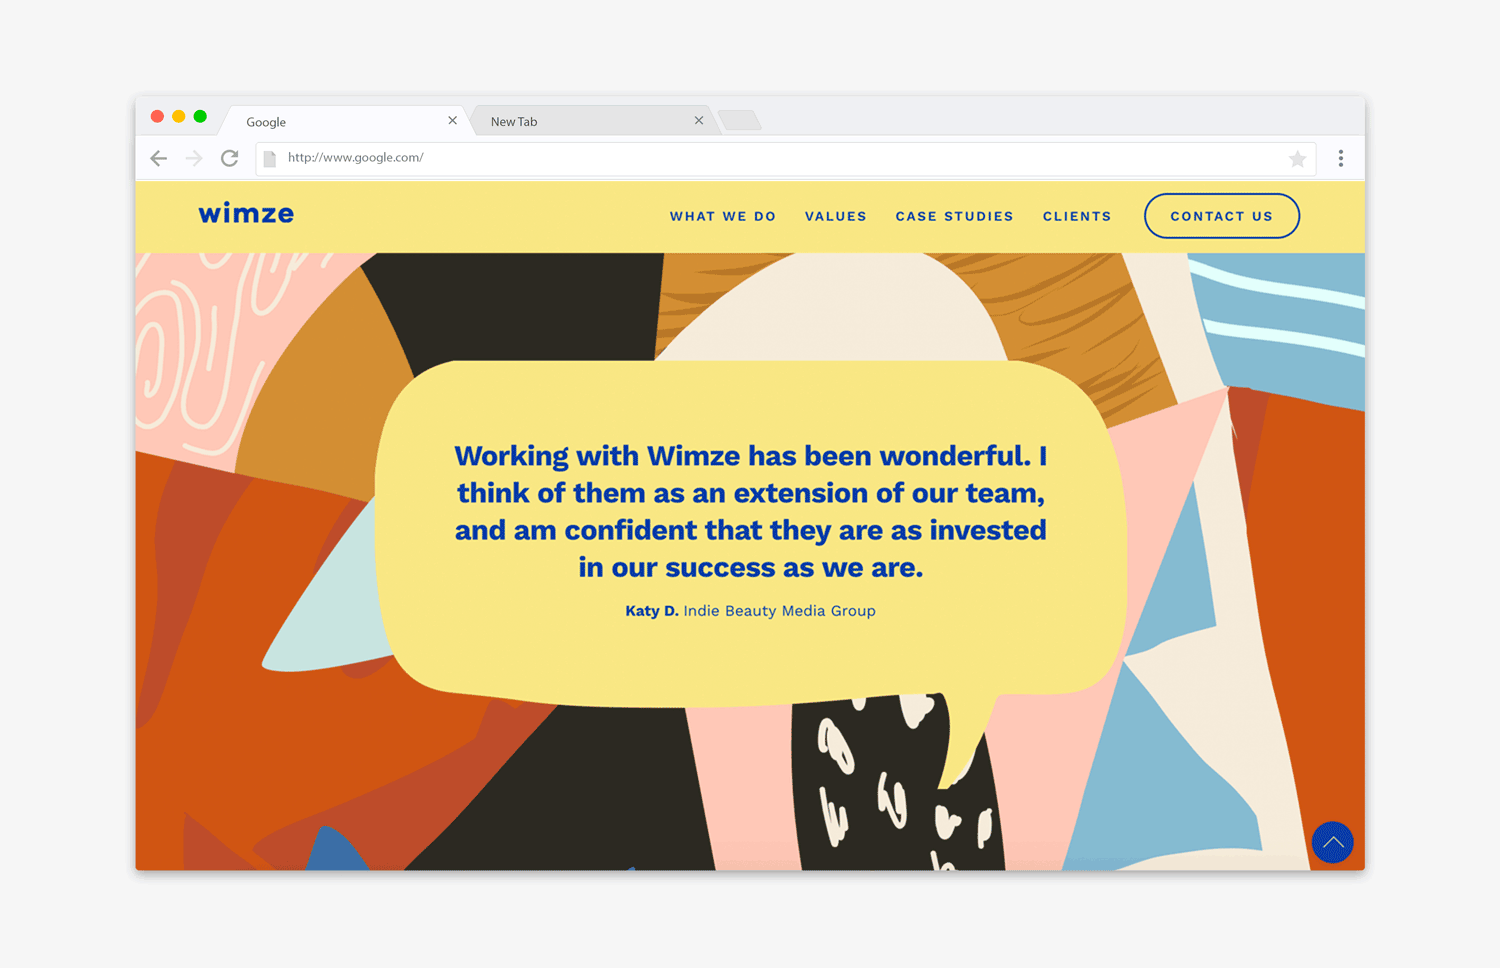 Google
New Tab
http://www.google.com/
wimze
WHAT WE DO
VALUES
CASE STUDIES
CLIENTS
CONTACT US
Working with Wimze has been wonderful. I
think of them as an extension of our team,
and am confident that they are as invested
in our success as we are.
Katy D. Indie Beauty Media Group